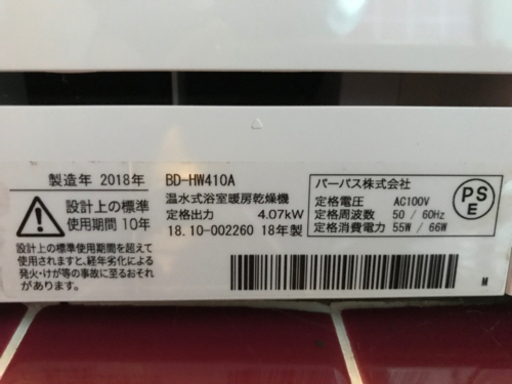 製造年 2018年
設計上の標準
使用期間 10年
設計上の標準使用期間を超えて
使用されますと、経年劣化による
発火・けが等の事故に至るおそれ
があります。
BD-HW410A
温水式浴室暖房乾燥機
定格出力 4.07kW
18.10-002260 18年製
パーパス株式会社
定格電圧 AC100V
定格周波数 50 / 60Hz
定格消費電力 55W / 66W
PS
E
M